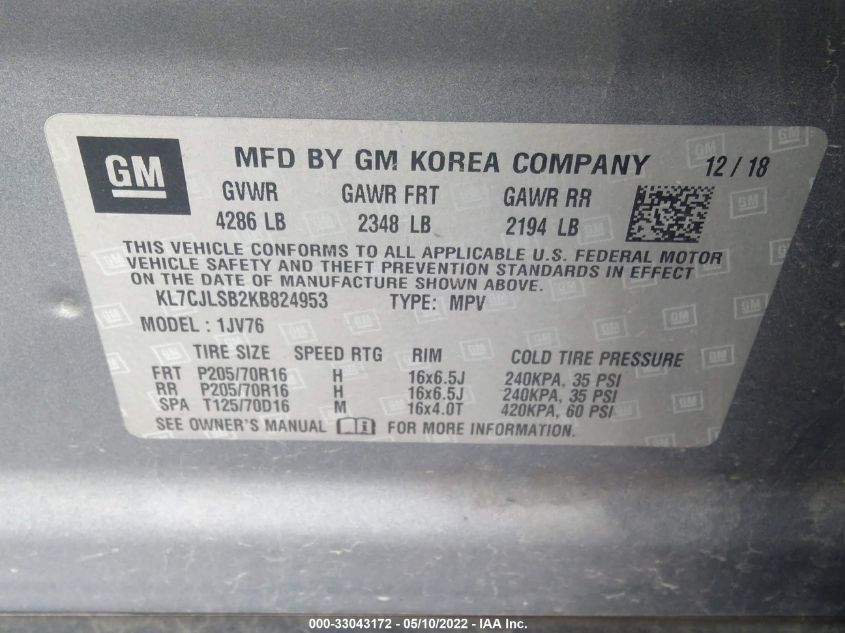 GM MFD BY GM KOREA COMPANY 12 / 18
GVWR GAWR FRT GAWR RR
4286 LB 2348 LB 2194 LB
THIS VEHICLE CONFORMS TO ALL APPLICABLE U.S. FEDERAL MOTOR
VEHICLE SAFETY AND THEFT PREVENTION STANDARDS IN EFFECT
ON THE DATE OF MANUFACTURE SHOWN ABOVE.
KL7CJLSB2KB824953 TYPE: MPV
MODEL : 1JV76
TIRE SIZE SPEED RTG RIM COLD TIRE PRESSURE
FRT P205/70R16 H 16x6.5J 240KPA, 35 PSI
RR P205/70R16 H 16x6.5J 240KPA, 35 PSI
SPA T125/70D16 M 16x4.0T 420KPA, 60 PSI
SEE OWNER'S MANUAL i FOR MORE INFORMATION.
000-33043172 - 05/10/2022 - IAAI Inc.